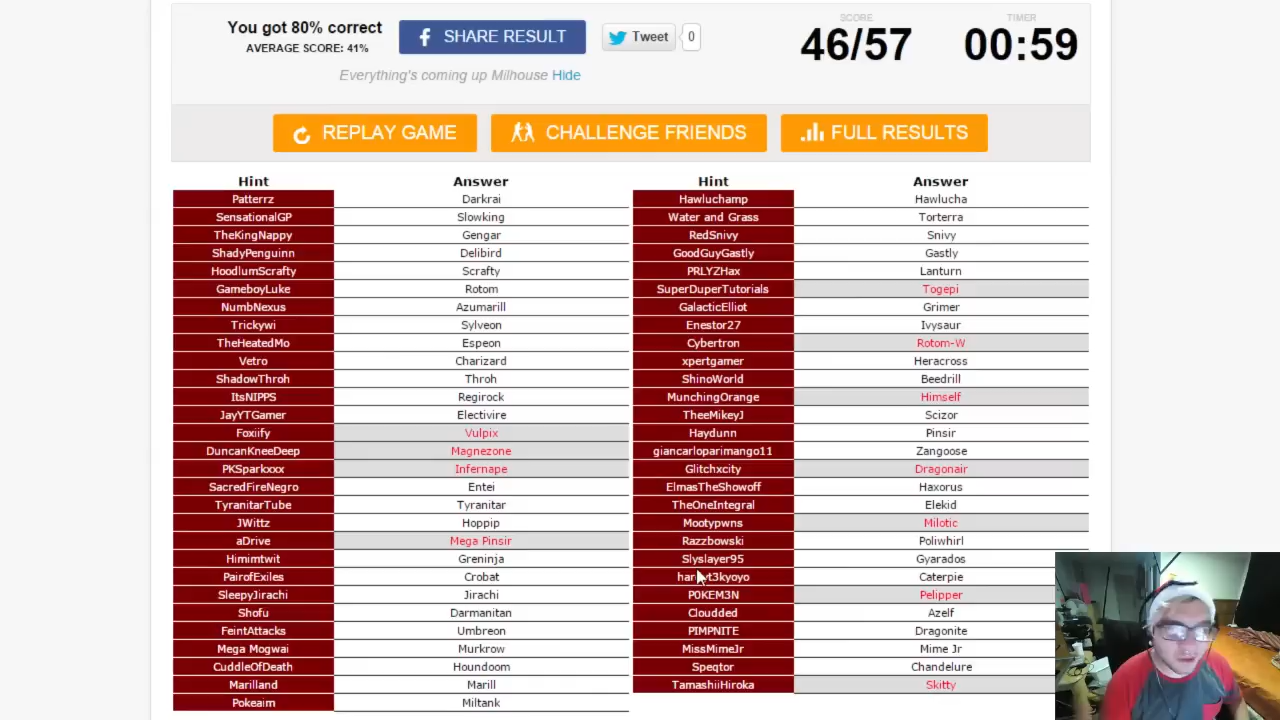 You got 80% correct
AVERAGE SCORE: 41%
SHARE RESULT
Tweet 0
SCORE
46/57
TIMER
00:59
Everything's coming up Milhouse Hide
REPLAY GAME
CHALLENGE FRIENDS
FULL RESULTS
Hint Answer
Patterrz Darkrai
SensationalGP Slowking
TheKingNappy Gengar
ShadyPenguinn Delibird
HoodlumScrafty Scrafty
GameboyLuke Rotom
NumbNexus Azumarill
Trickywi Sylveon
TheHeatedMo Espeon
Vetro Charizard
ShadowThroh Throh
ItsNIPPS Regirock
JayYTGamer Electivire
Foxiify Vulpix
DuncanKneeDeep Magnezone
PKSparkxxx Infernape
SacredFireNegro Entei
TyranitarTube Tyranitar
JWittz Hoppip
aDrive Mega Pinsir
Himimtwit Greninja
PairofExiles Crobat
SleepyJirachi Jirachi
Shofu Darmanitan
FeintAttacks Umbreon
Mega Mogwai Murkrow
CuddleOfDeath Houndoom
Marilland Marill
Pokeaim Miltank
Hint Answer
Hawluchamp Hawlucha
Water and Grass Torterra
RedSnivy Snivy
GoodGuyGastly Gastly
PRLYZHax Lanturn
SuperDuperTutorials Togepi
GalacticElliot Grimer
Enestor27 Ivysaur
Cybertron Rotom-W
xpertgamer Heracross
ShinoWorld Beedrill
MunchingOrange Himself
TheeMikeyJ Scizor
Haydunn Pinsir
giancarloparimango11 Zangoose
Glitchxcity Dragonair
ElmasTheShowoff Haxorus
TheOneIntegral Elekid
Mootypwns Milotic
Razzbowski Poliwhirl
Slyslayer95 Gyarados
Caterpie
P0KEM3N Pelipper
Cloudded Azelf
PIMPNITE Dragonite
MissMimeJr Mime Jr
Speqtor Chandelure
TamashiiHiroka Skitty